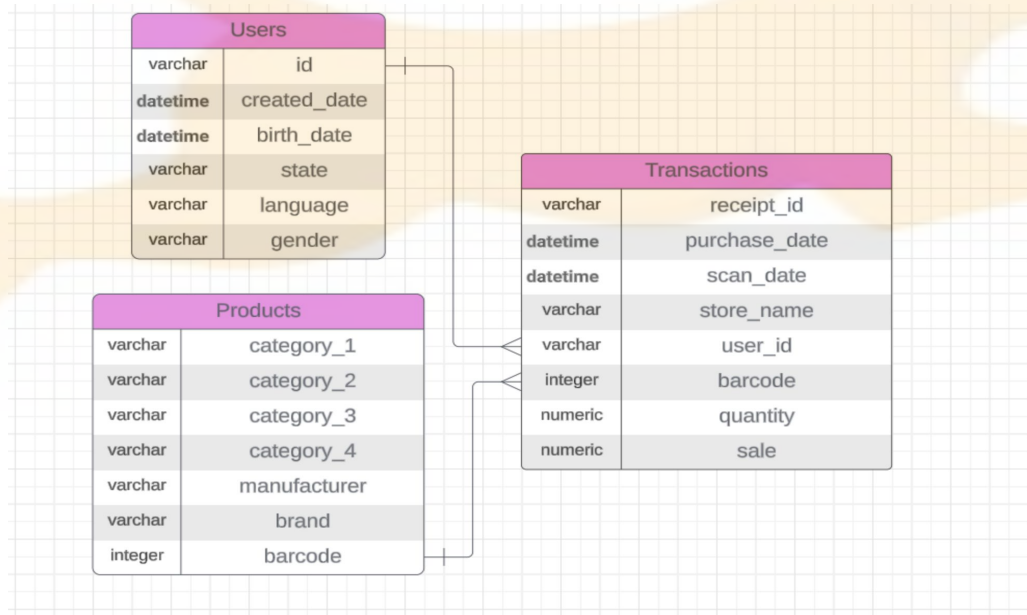 Users
varchar id
datetime created_date
datetime birth_date
varchar state
varchar language
varchar gender
Products
varchar category_1
varchar category_2
varchar category_3
varchar category_4
varchar manufacturer
varchar brand
integer barcode
Transactions
varchar receipt_id
datetime purchase_date
datetime scan_date
varchar store_name
varchar user_id
integer barcode
numeric quantity
numeric sale